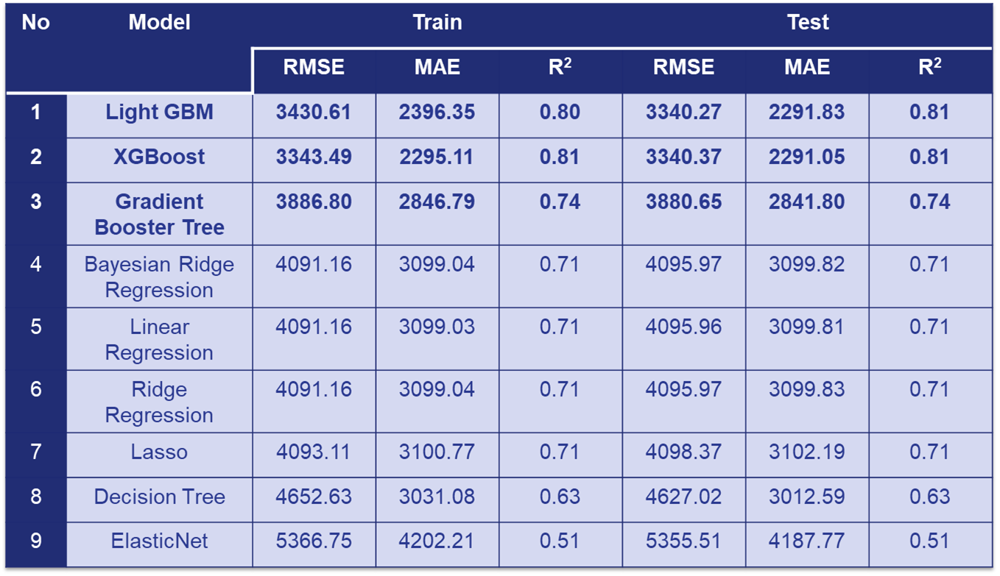 No Model Train Test
RMSE MAE R² RMSE MAE R²
1 Light GBM 3430.61 2396.35 0.80 3340.27 2291.83 0.81
2 XGBoost 3343.49 2295.11 0.81 3340.37 2291.05 0.81
3 Gradient 3886.80 2846.79 0.74 3880.65 2841.80 0.74
Booster Tree
4 Bayesian Ridge 4091.16 3099.04 0.71 4095.97 3099.82 0.71
Regression
5 Linear 4091.16 3099.03 0.71 4095.96 3099.81 0.71
Regression
6 Ridge 4091.16 3099.04 0.71 4095.97 3099.83 0.71
Regression
7 Lasso 4093.11 3100.77 0.71 4098.37 3102.19 0.71
8 Decision Tree 4652.63 3031.08 0.63 4627.02 3012.59 0.63
9 ElasticNet 5366.75 4202.21 0.51 5355.51 4187.77 0.51